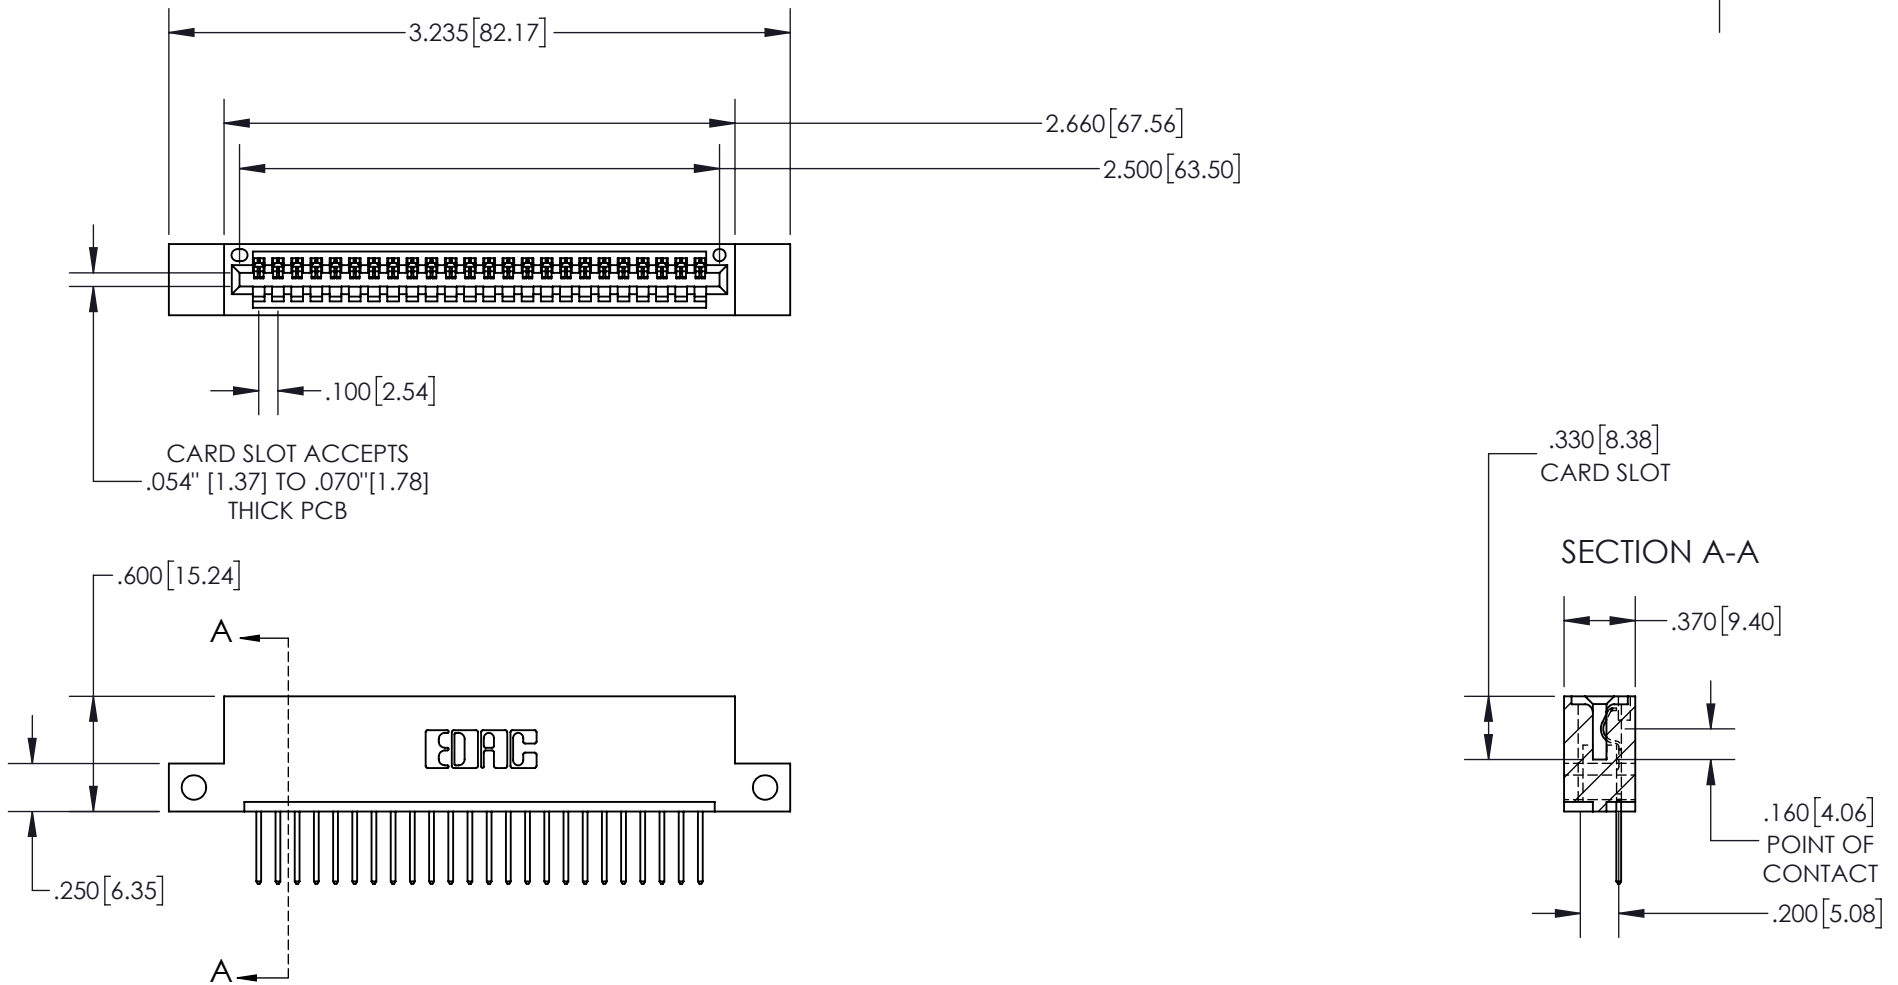 3.235[82.17]
2.660[67.56]
2.500[63.50]
.100[2.54]
CARD SLOT ACCEPTS
.054" [1.37] TO .070"[1.78]
THICK PCB
.330[8.38]
CARD SLOT
SECTION A-A
.600[15.24]
A
.370[9.40]
EDAC
.160[4.06]
POINT OF
CONTACT
.250[6.35]
.200[5.08]
A